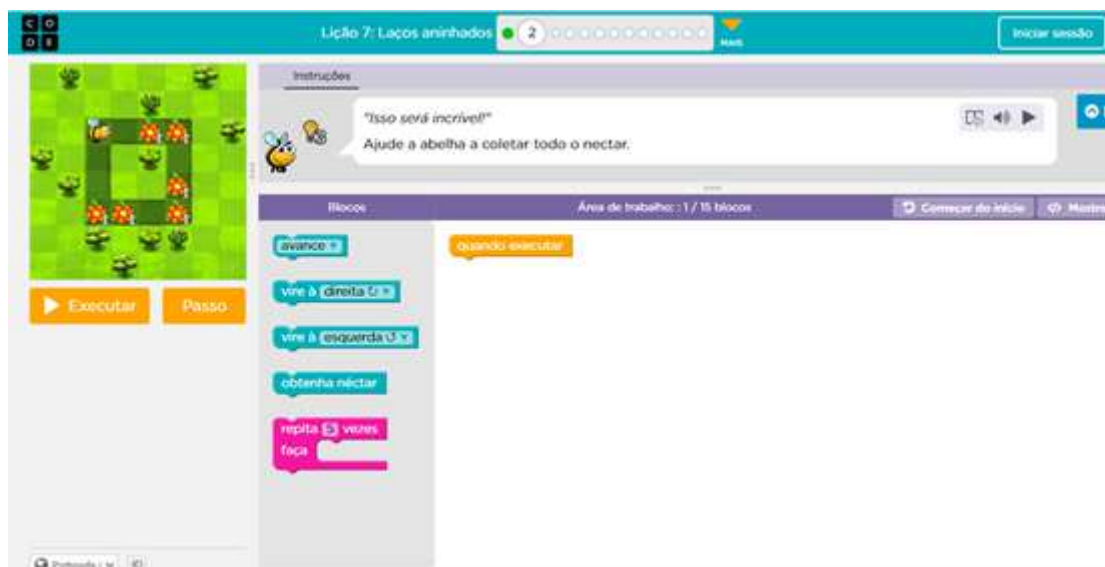 C O
D E
Lição 7: Laços aninhados
2
MAIS
Iniciar sessão
Instruções
"Isso será incrível!"
Ajude a abelha a coletar todo o nectar.
Blocos
Área de trabalho: : 1 / 15 blocos
Começar do início
Mostre
avance
quando executar
vire à direita
Executar
Passo
vire à esquerda
obtenha néctar
repita 5 vezes
faça